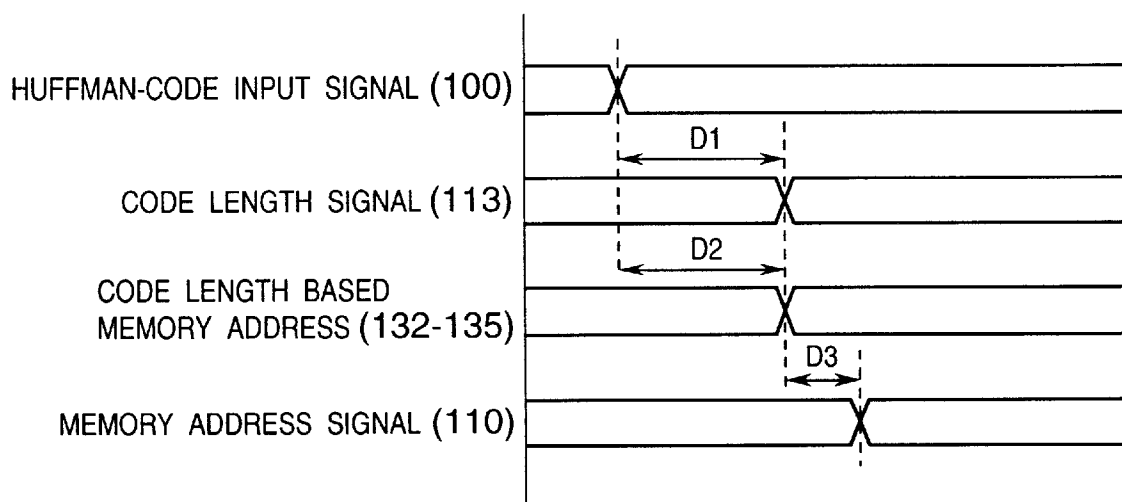 HUFFMAN-CODE INPUT SIGNAL (100)
D1
CODE LENGTH SIGNAL (113)
D2
CODE LENGTH BASED
MEMORY ADDRESS (132-135)
D3
MEMORY ADDRESS SIGNAL (110)